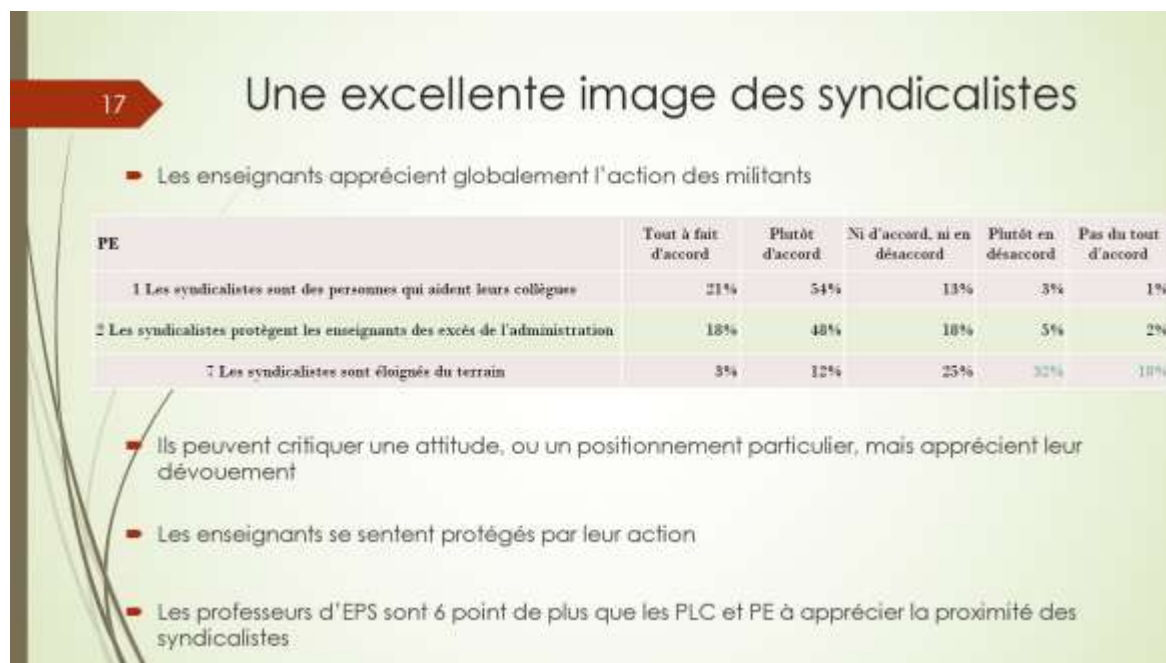 17
Une excellente image des syndicalistes
Les enseignants apprécient globalement l'action des militants
PE
Tout à fait d'accord
Plutôt d'accord
Ni d'accord, ni en désaccord
Plutôt en désaccord
Pas du tout d'accord
1 Les syndicalistes sont des personnes qui aident leurs collègues 21% 54% 13% 3% 1%
2 Les syndicalistes protègent les enseignants des excés de l'administration 18% 48% 18% 5% 2%
7 Les syndicalistes sont éloignés du terrain 3% 12% 25% 32%
Ils peuvent critiquer une attitude, ou un positionnement particulier, mais apprécient leur
dévouement
Les enseignants se sentent protégés par leur action
Les professeurs d'EPS sont 6 point de plus que les PLC et PE à apprécier la proximité des
syndicalistes